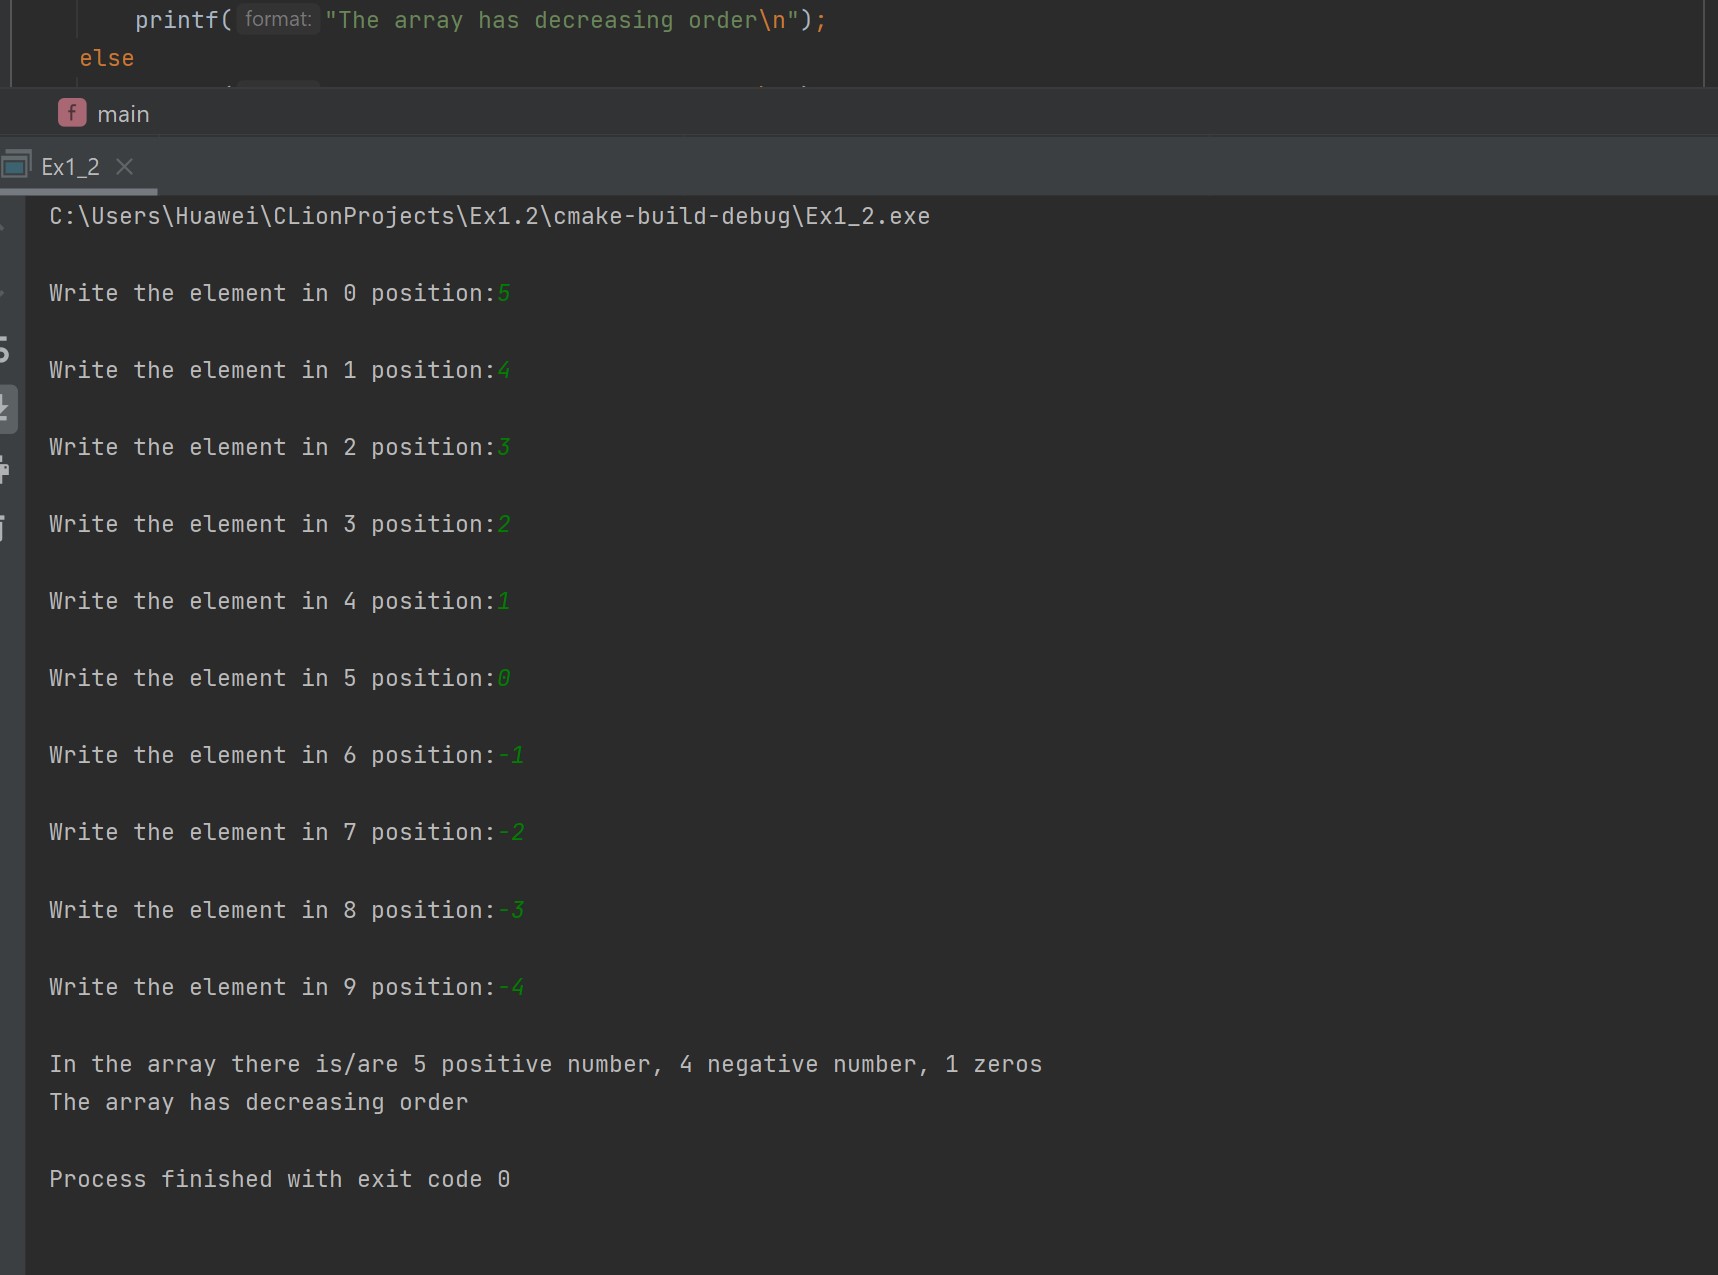 printf( format: "The array has decreasing order\n");
else
f main
Ex1_2
C:\Users\Huawei\CLionProjects\Ex1.2\cmake-build-debug\Ex1_2.exe
Write the element in 0 position:5
Write the element in 1 position:4
Write the element in 2 position:3
Write the element in 3 position:2
Write the element in 4 position:1
Write the element in 5 position:0
Write the element in 6 position:-1
Write the element in 7 position:-2
Write the element in 8 position:-3
Write the element in 9 position:-4
In the array there is/are 5 positive number, 4 negative number, 1 zeros
The array has decreasing order
Process finished with exit code 0